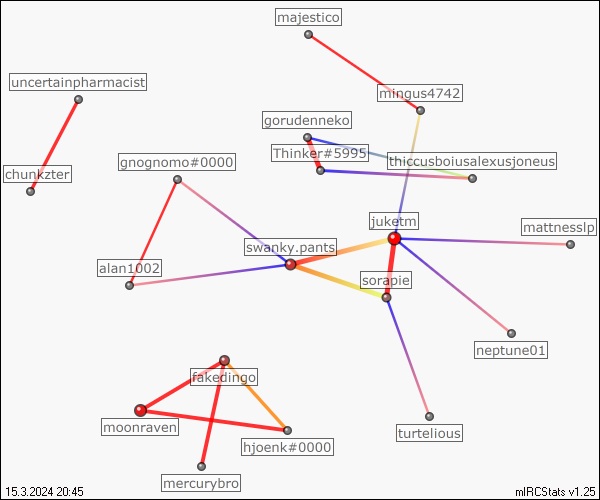 majestico
uncertainpharmacist
mingus4742
gorudenneko
Thinker#5995
gnognomo#0000
thiccusboiusalexusjoneus
chunkzter
juketm
mattnesslp
swanky.pants
alan1002
sorapie
neptune01
fakedingo
moonraven
turtelious
hjoenk#0000
mercurybro
15.3.2024 20:45
mIRCStats v1.25